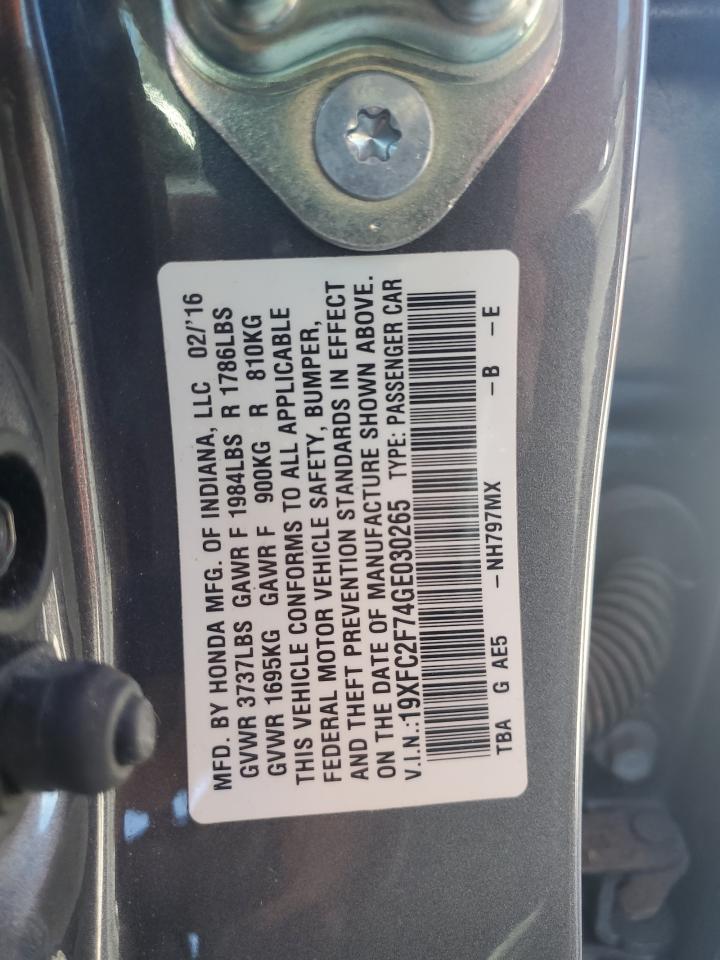 MFD. BY HONDA MFG. OF INDIANA, LLC 02/'16
GVWR 3737LBS GAWR F 1984LBS R 1786LBS
GVWR 1695KG GAWR F 900KG R 810KG
THIS VEHICLE CONFORMS TO ALL APPLICABLE
FEDERAL MOTOR VEHICLE SAFETY, BUMPER,
AND THEFT PREVENTION STANDARDS IN EFFECT
ON THE DATE OF MANUFACTURE SHOWN ABOVE.
V.I.N.:19XFC2F74GE030265 TYPE: PASSENGER CAR
TBA G AE5 -NH797MX -B -E